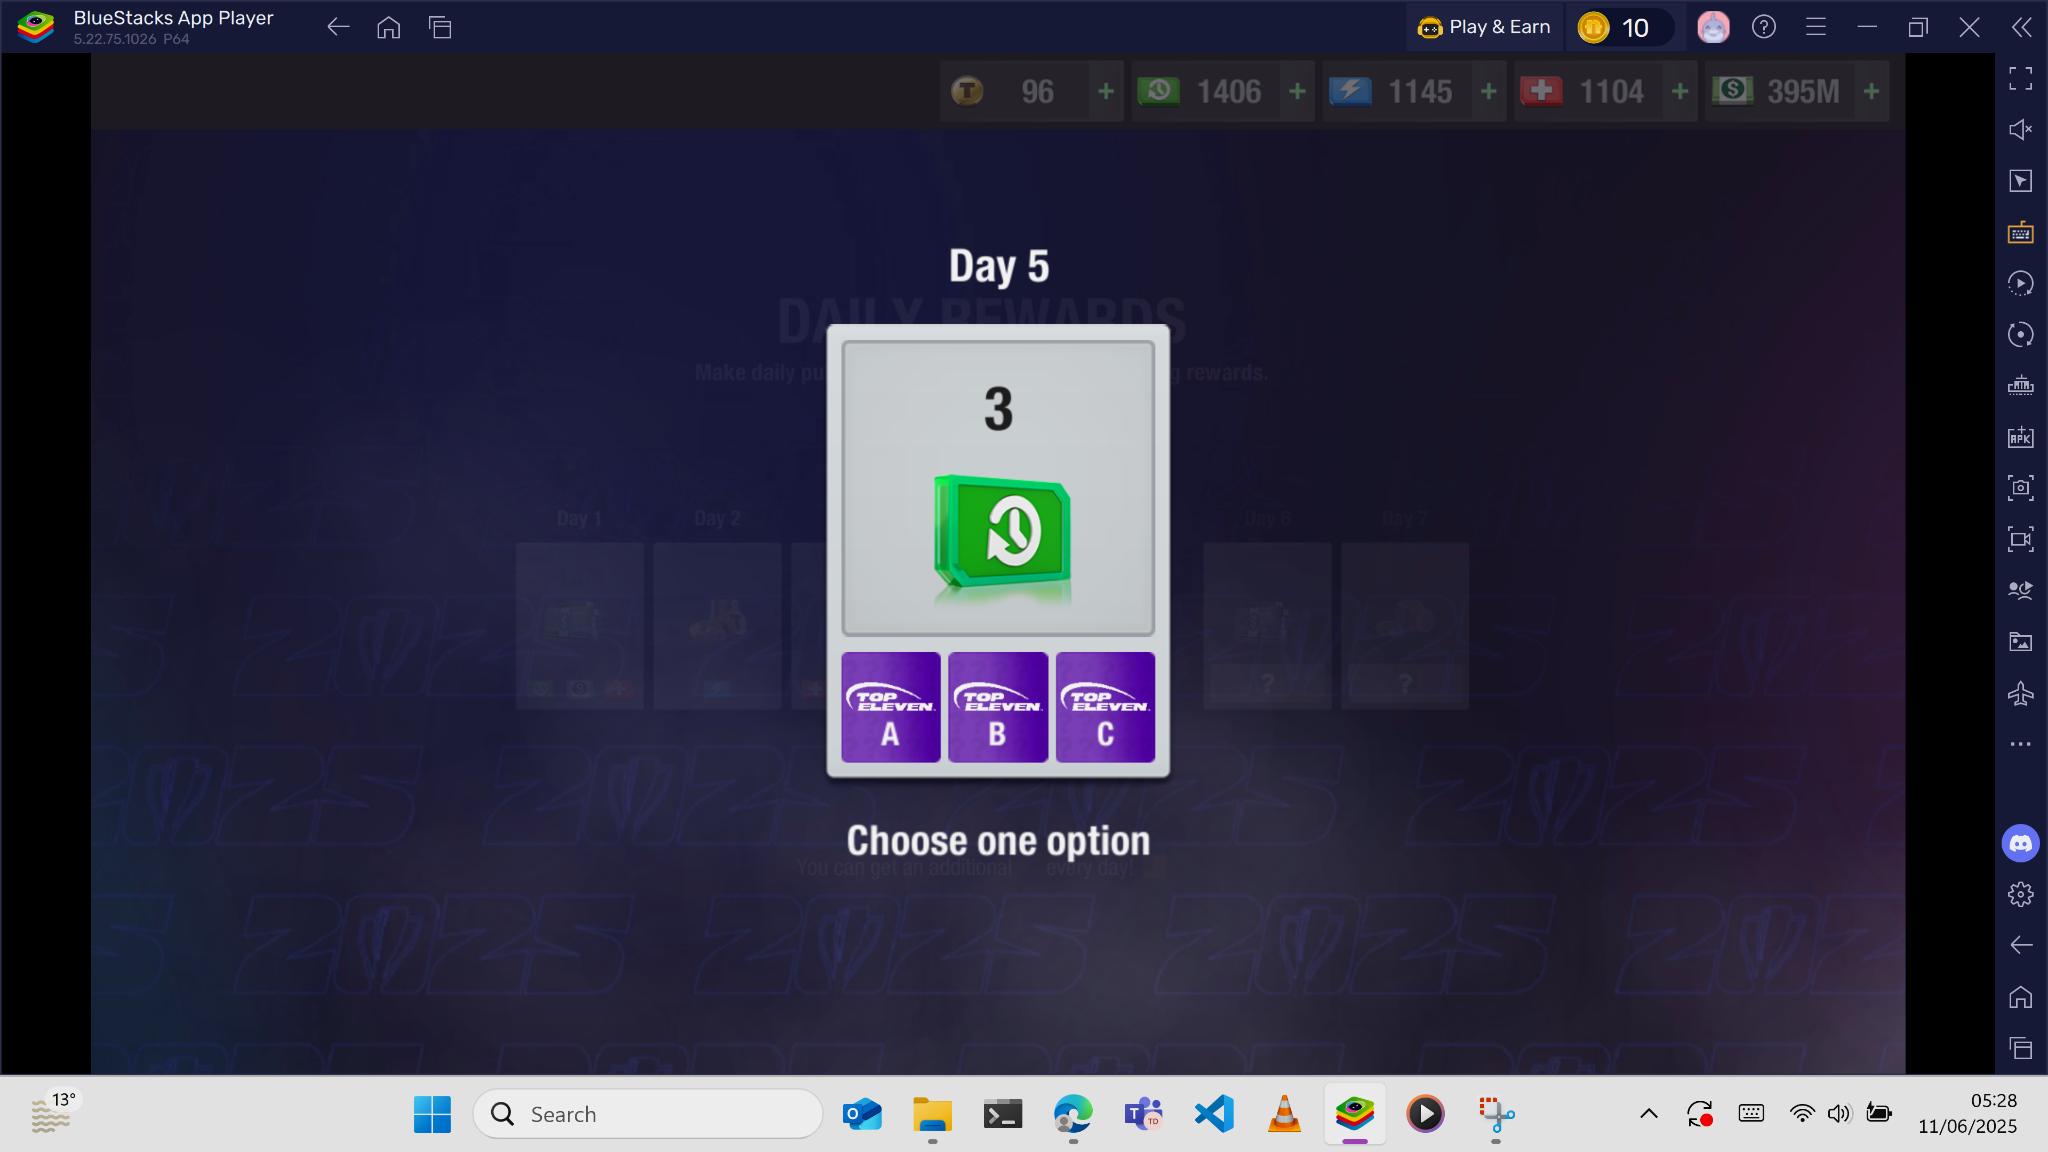 BlueStacks App Player
5.22.75.1026 P64
Play & Earn
10
96
1406
1145
1104
395M
Day 5
DAILY REWARDS
Make daily pu
g rewards.
3
Day 1
Day 2
Day 6
Day 7
?
?
TOP ELEVEN.
A
TOP ELEVEN.
B
TOP ELEVEN.
C
Choose one option
You can get an additional every day!
13°
Search
05:28
11/06/2025